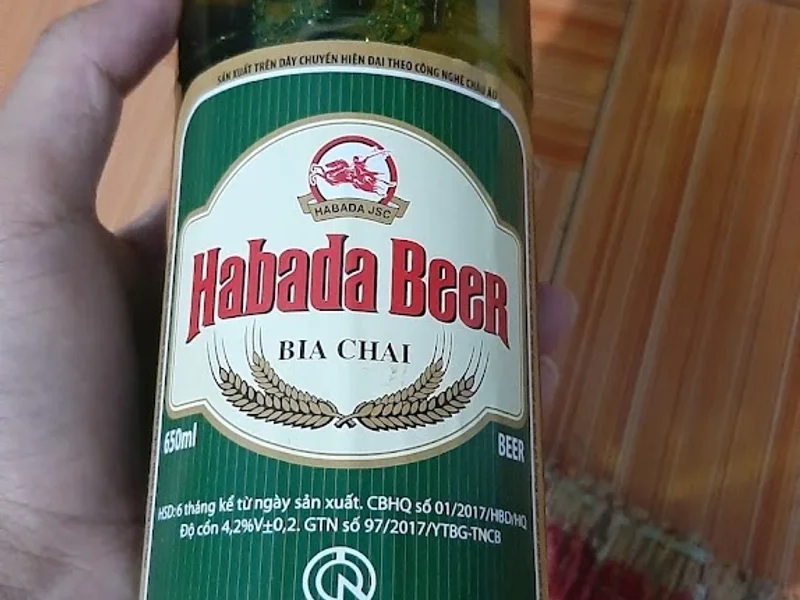 SẢN XUẤT TRÊN DÂY CHUYỀN HIỆN ĐẠI THEO CÔNG NGHỆ CHÂU ÂU
HABADA JSC
Habada Beer
BIA CHAI
650ml
BEER
HSD: 6 tháng kể từ ngày sản xuất. CBHQ số 01/2017/HBD/HQ
Độ cồn 4,2%V±0,2. GTN số 97/2017/YTBG-TNCB